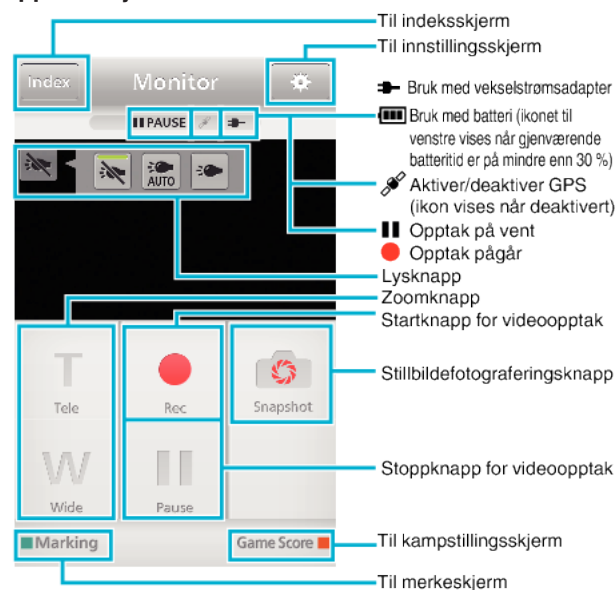 Til indeksskjerm
Til innstillingsskjerm
Index
Monitor
PAUSE
AUTO
Bruk med vekselstrømsadapter
Bruk med batteri (ikonet til
venstre vises når gjenværende
batteritid er på mindre enn 30 %)
Aktiver/deaktiver GPS
(ikon vises når deaktivert)
Opptak på vent
Opptak pågår
Lysknapp
Zoomknapp
Startknapp for videoopptak
T
Tele
Rec
Snapshot
Stillbildefotograferingsknapp
W
Wide
Pause
Stoppknapp for videoopptak
Marking
Game Score
Til kampstillingsskjerm
Til merkeskjerm